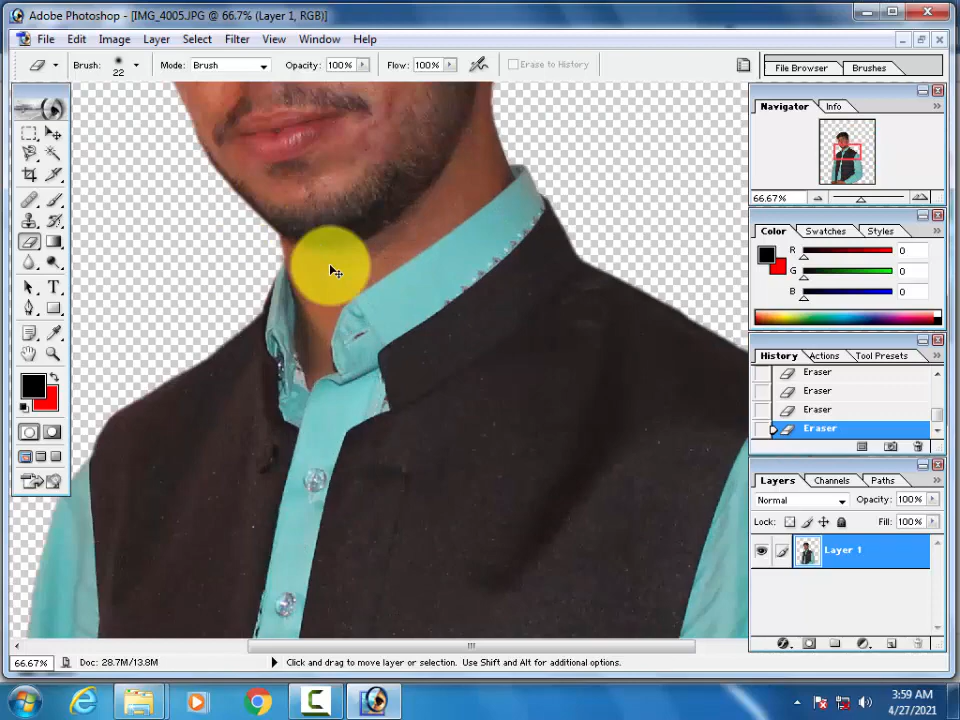 Adobe Photoshop - [IMG_4005.JPG @ 66.7% (Layer 1, RGB)]
File Edit Image Layer Select Filter View Window Help
Brush: 22 Mode: Brush Opacity: 100% Flow: 100% Erase to History File Browser Brushes
Navigator Info
66.67%
Color Swatches Styles
R 0
G 0
B 0
History Actions Tool Presets
Eraser
Eraser
Eraser
Eraser
Layers Channels Paths
Normal Opacity: 100%
Lock: Fill: 100%
Layer 1
T
66.67% Doc: 28.7M/13.8M Click and drag to move layer or selection. Use Shift and Alt for additional options.
3:59 AM
4/27/2021